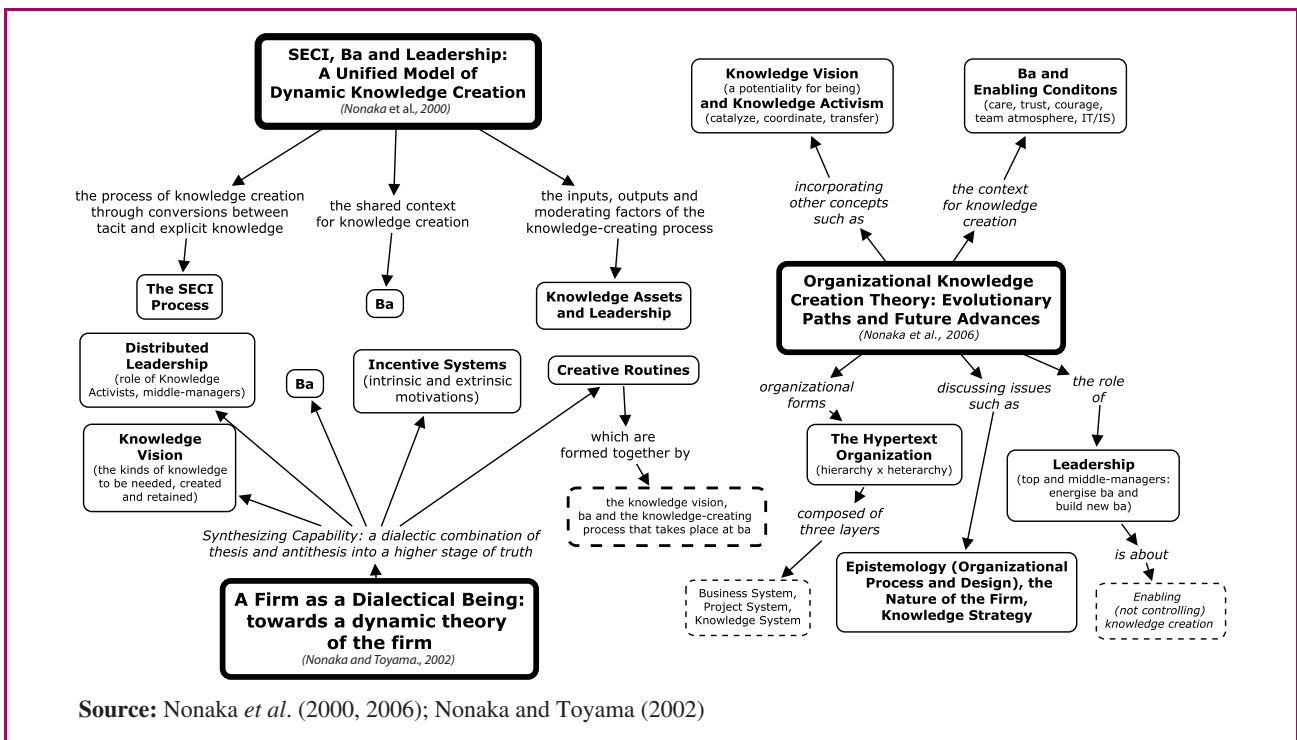 SECI, Ba and Leadership:
A Unified Model of
Dynamic Knowledge Creation
(Nonaka et al., 2000)
the process of knowledge creation
through conversions between
tacit and explicit knowledge
the shared context
for knowledge creation
the inputs, outputs and
moderating factors of the
knowledge-creating process
The SECI
Process
Ba
Knowledge Assets
and Leadership
Distributed
Leadership
(role of Knowledge
Activists, middle-managers)
Ba
Incentive Systems
(intrinsic and extrinsic
motivations)
Creative Routines
Knowledge
Vision
(the kinds of knowledge
to be needed, created
and retained)
which are
formed together by
the knowledge vision,
ba and the knowledge-creating
process that takes place at ba
Synthesizing Capability: a dialectic combination of
thesis and antithesis into a higher stage of truth
A Firm as a Dialectical Being:
towards a dynamic theory
of the firm
(Nonaka and Toyama., 2002)
Knowledge Vision
(a potentiality for being)
and Knowledge Activism
(catalyze, coordinate, transfer)
Ba and
Enabling Conditons
(care, trust, courage,
team atmosphere, IT/IS)
incorporating
other concepts
such as
the context
for knowledge
creation
Organizational Knowledge
Creation Theory: Evolutionary
Paths and Future Advances
(Nonaka et al., 2006)
organizational
forms
discussing issues
such as
the role
of
The Hypertext
Organization
(hierarchy x heterarchy)
Leadership
(top and middle-managers:
energise ba and
build new ba)
composed of
three layers
is about
Business System,
Project System,
Knowledge System
Epistemology (Organizational
Process and Design), the
Nature of the Firm,
Knowledge Strategy
Enabling
(not controlling)
knowledge creation
Source: Nonaka et al. (2000, 2006); Nonaka and Toyama (2002)